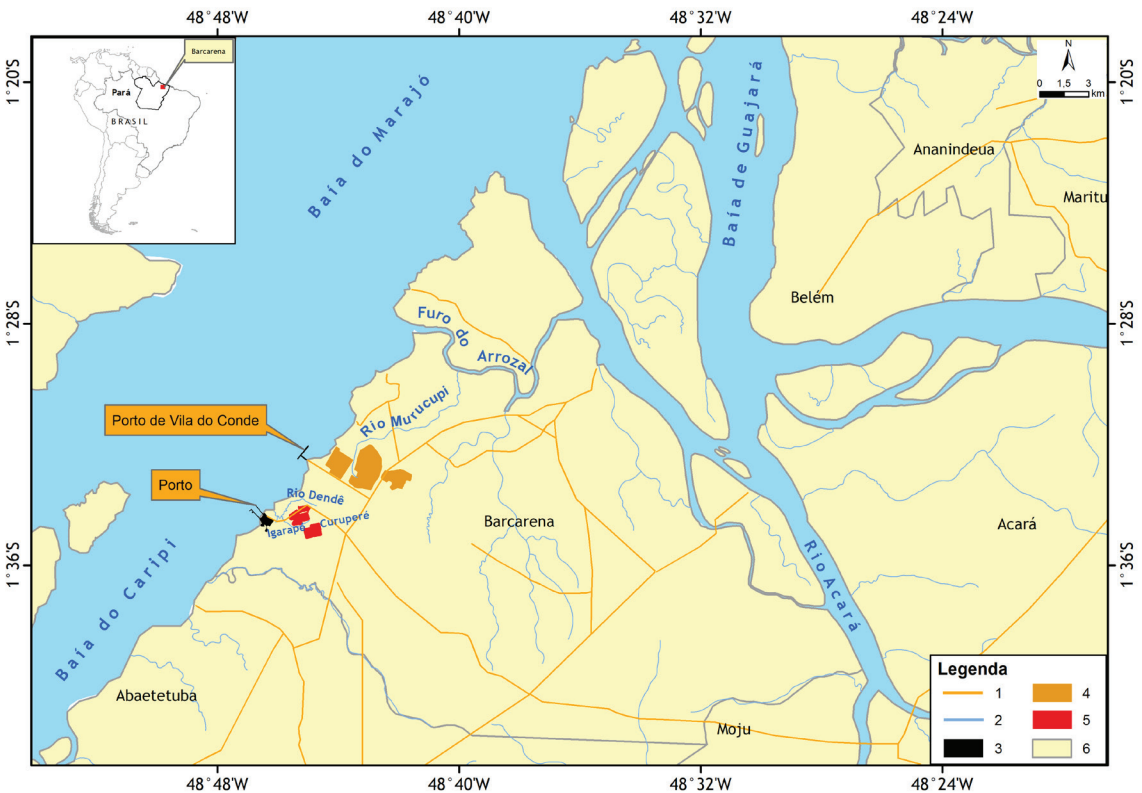 48°48'W 48°40'W 48°32'W 48°24'W
Barcarena
Pará
BRASIL
N
0 1,5 3
km
1°20'S
1°20'S
Baía do Marajó
Baía de Guajará
Ananindeua
Maritu
Belém
1°28'S
1°28'S
Furo do Arrozal
Rio Murucupi
Porto de Vila do Conde
Porto
Rio Dendê
Igarapé Curuperé
Barcarena
Acará
1°36'S
1°36'S
Rio Acará
Baía do Caripi
Abaetetuba
Moju
Legenda
1 4
2 5
3 6
48°48'W 48°40'W 48°32'W 48°24'W